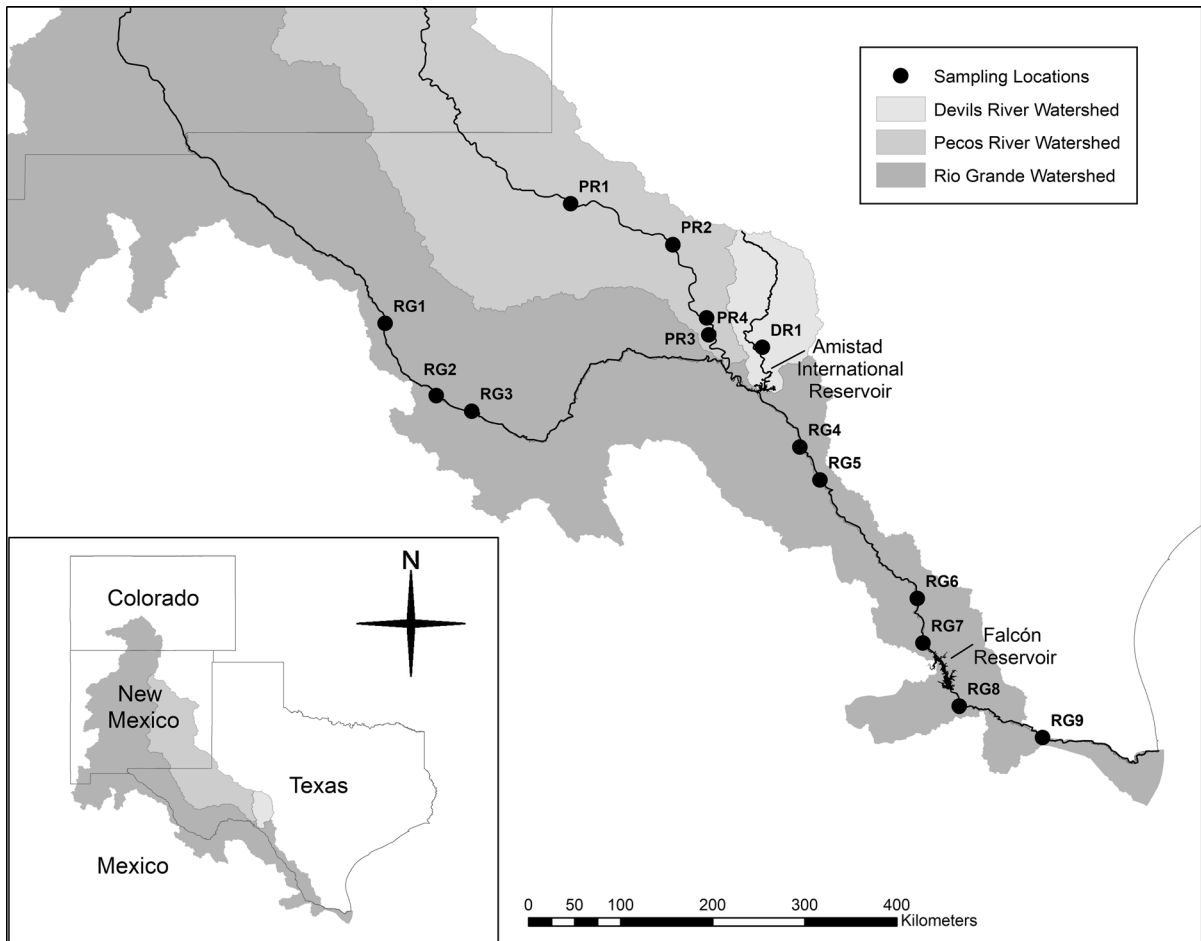 Sampling Locations
Devils River Watershed
Pecos River Watershed
Rio Grande Watershed
PR1
PR2
PR4
PR3
DR1
Amistad
International
Reservoir
RG1
RG2
RG3
RG4
RG5
RG6
RG7
Falcón
Reservoir
RG8
RG9
N
Colorado
New
Mexico
Texas
Mexico
0 50 100 200 300 400
Kilometers